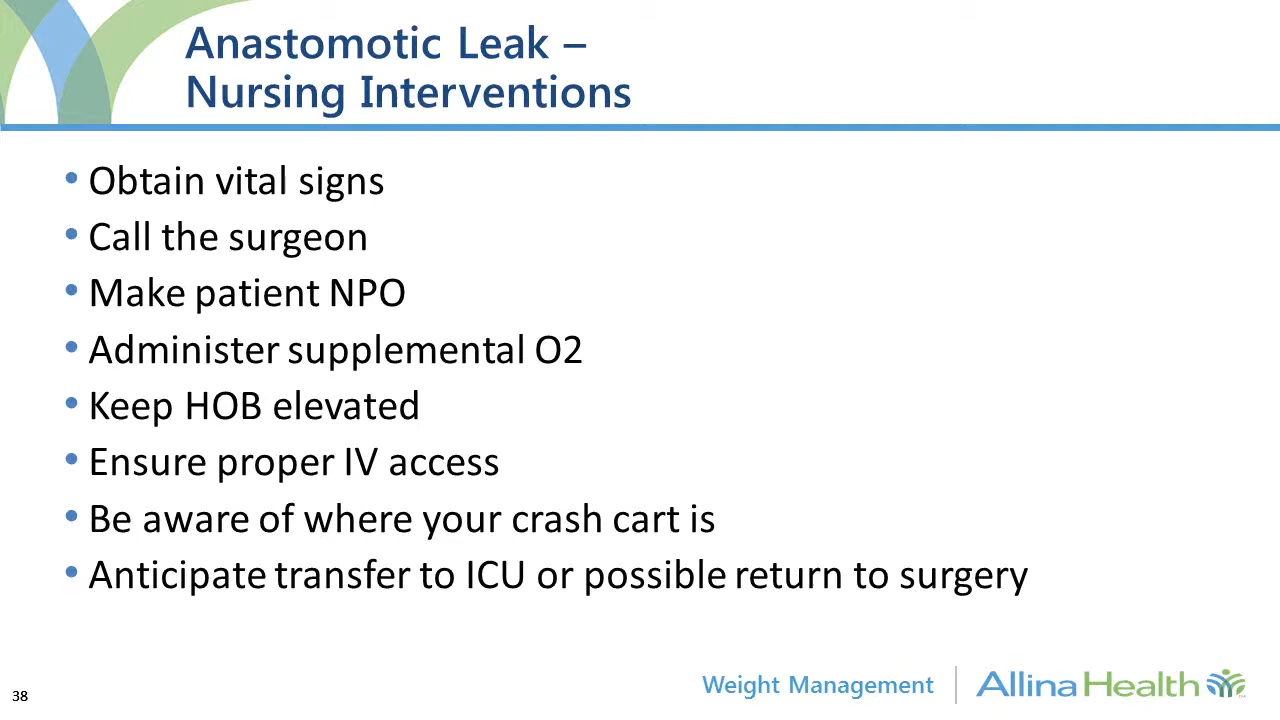 Anastomotic Leak –
Nursing Interventions
• Obtain vital signs
• Call the surgeon
• Make patient NPO
• Administer supplemental O2
• Keep HOB elevated
• Ensure proper IV access
• Be aware of where your crash cart is
• Anticipate transfer to ICU or possible return to surgery
38
Weight Management
Allina Health